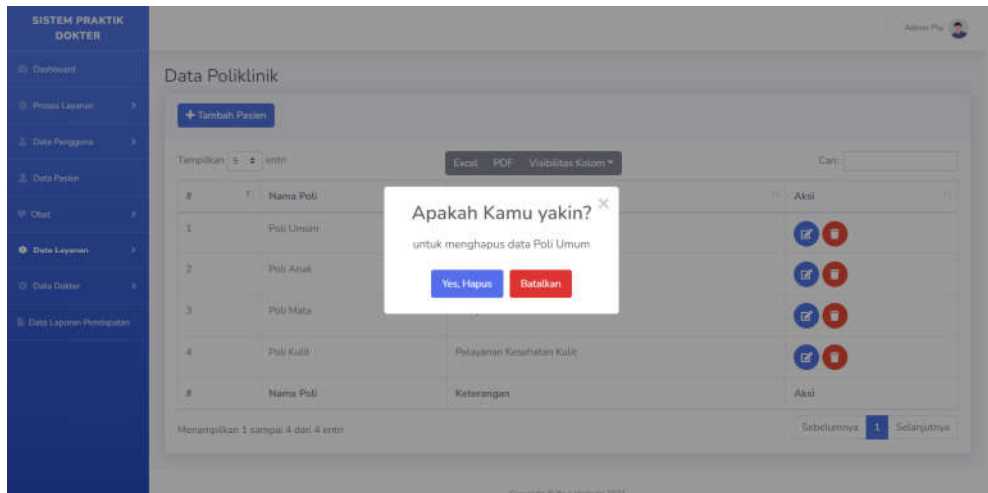 SISTEM PRAKTIK
DOKTER
Admin
Dashboard
Data Poliklinik
Proses Layanan
+ Tambah Pasien
Data Pengguna
Tampilkan 5 entri
Excel PDF Visibilitas Kolom
Cari:
Data Pasien
# Nama Poli Aksi
Obat
Apakah Kamu yakin? ×
untuk menghapus data Poli Umum
Yes, Hapus Batalkan
1 Poli Umum
Data Layanan
2 Poli Anak
Data Dokter
3 Poli Mata
Data Laporan Pendapatan
4 Poli Kulit Pelayanan Kesehatan Kulit
# Nama Poli Keterangan Aksi
Menampilkan 1 sampai 4 dari 4 entri
Sebelumnya 1 Selanjutnya